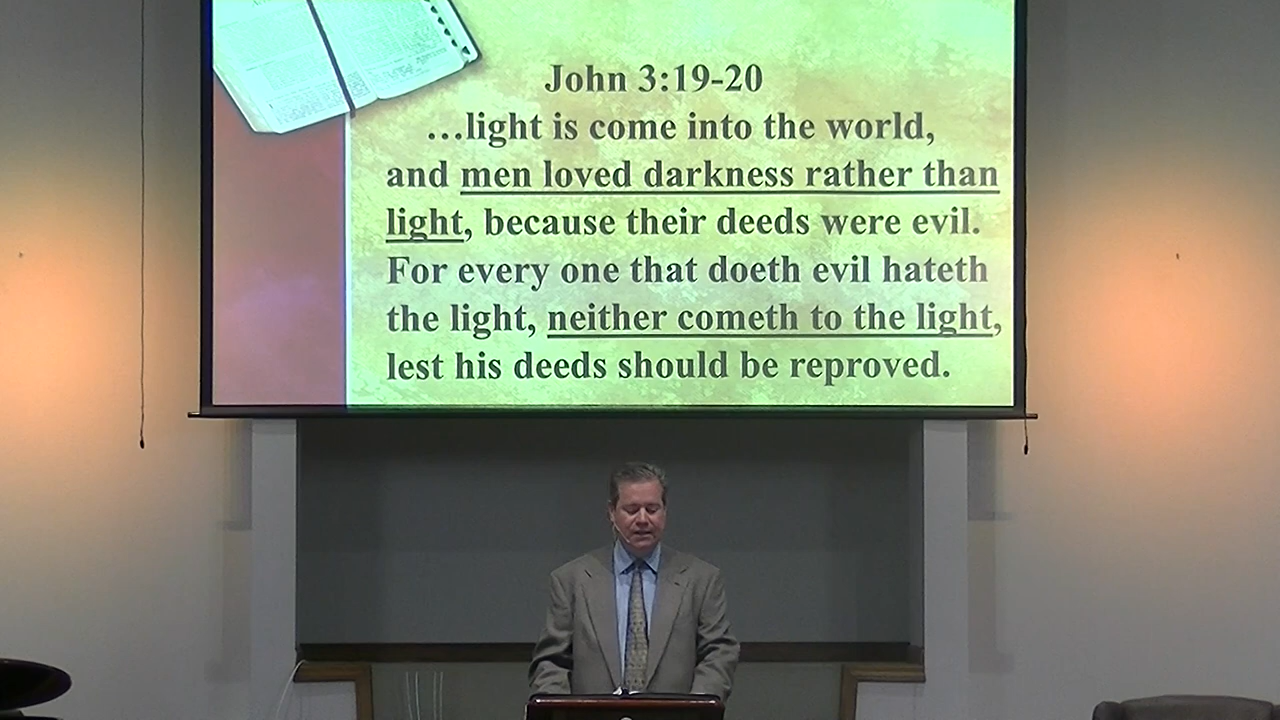 John 3:19-20
…light is come into the world,
and men loved darkness rather than
light, because their deeds were evil.
For every one that doeth evil hateth
the light, neither cometh to the light,
lest his deeds should be reproved.